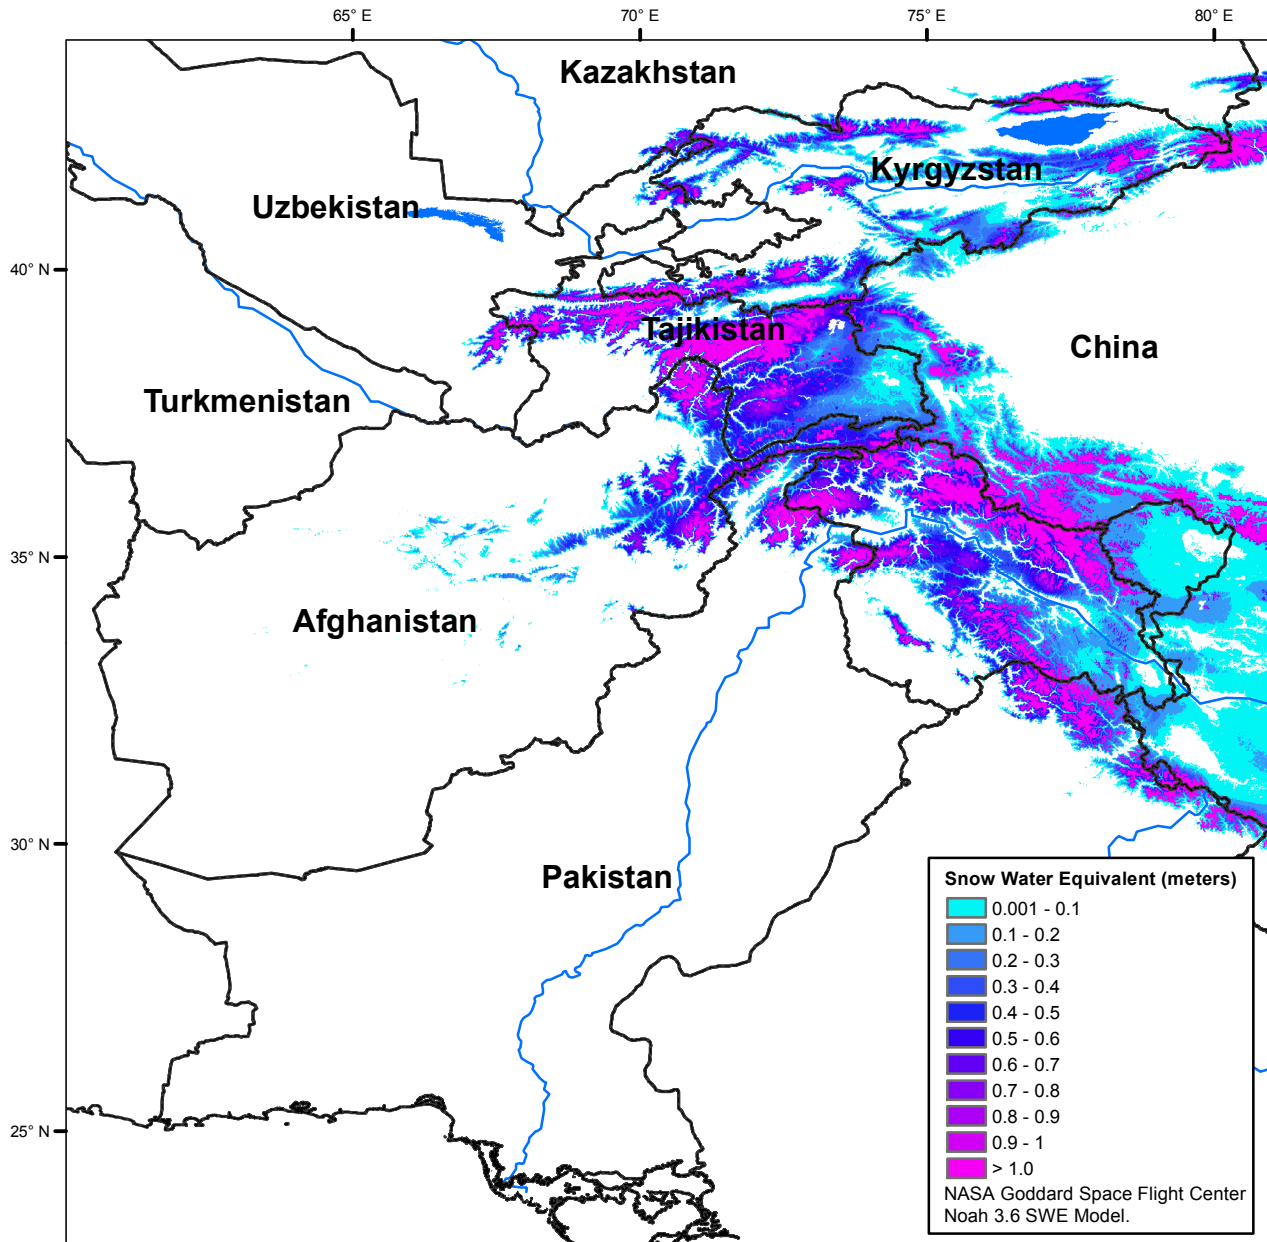 65° E
70° E
75° E
80° E
Kazakhstan
Kyrgyzstan
Uzbekistan
40° N
Tajikistan
China
Turkmenistan
35° N
Afghanistan
30° N
Pakistan
25° N
Snow Water Equivalent (meters)
0.001 - 0.1
0.1 - 0.2
0.2 - 0.3
0.3 - 0.4
0.4 - 0.5
0.5 - 0.6
0.6 - 0.7
0.7 - 0.8
0.8 - 0.9
0.9 - 1
> 1.0
NASA Goddard Space Flight Center
Noah 3.6 SWE Model.